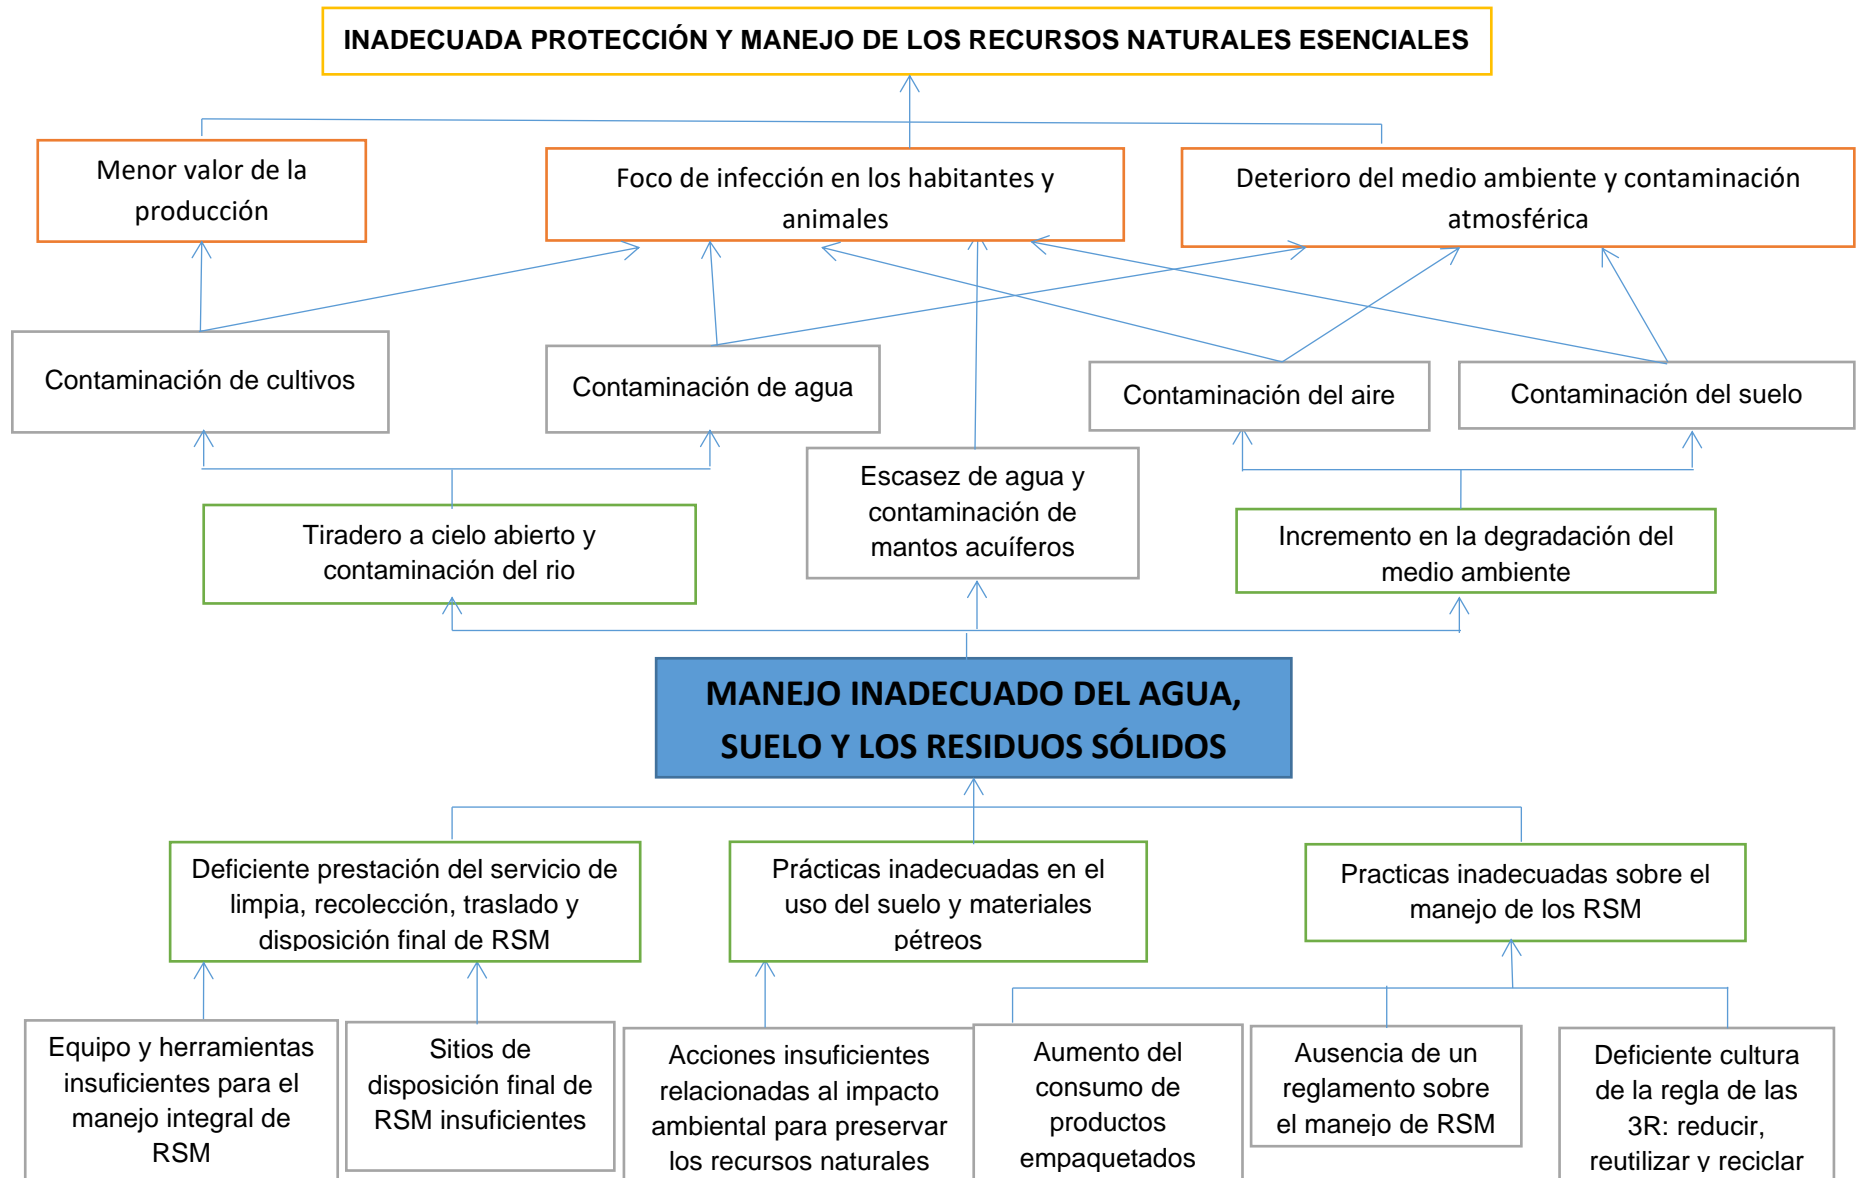 INADECUADA PROTECCIÓN Y MANEJO DE LOS RECURSOS NATURALES ESENCIALES
Menor valor de la
producción
Foco de infección en los habitantes y
animales
Deterioro del medio ambiente y contaminación
atmosférica
Contaminación de cultivos
Contaminación de agua
Contaminación del aire
Contaminación del suelo
Escasez de agua y
contaminación de
mantos acuíferos
Tiradero a cielo abierto y
contaminación del rio
Incremento en la degradación del
medio ambiente
MANEJO INADECUADO DEL AGUA,
SUELO Y LOS RESIDUOS SÓLIDOS
Deficiente prestación del servicio de
limpia, recolección, traslado y
disposición final de RSM
Prácticas inadecuadas en el
uso del suelo y materiales
pétreos
Practicas inadecuadas sobre el
manejo de los RSM
Equipo y herramientas
insuficientes para el
manejo integral de
RSM
Sitios de
disposición final de
RSM insuficientes
Acciones insuficientes
relacionadas al impacto
ambiental para preservar
los recursos naturales
Aumento del
consumo de
productos
empaquetados
Ausencia de un
reglamento sobre
el manejo de RSM
Deficiente cultura
de la regla de las
3R: reducir,
reutilizar y reciclar